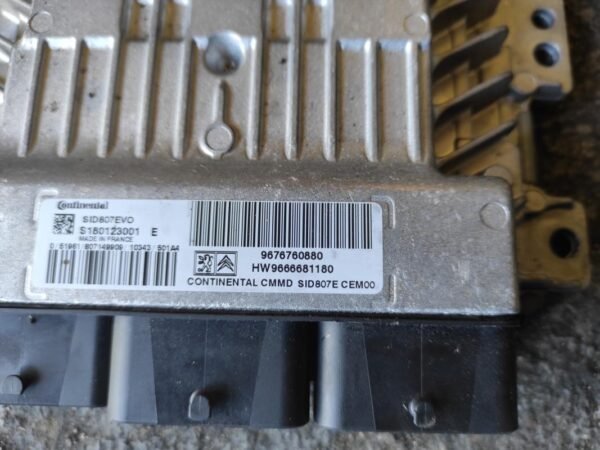 Continental
SID807EVO
S180123001 E
MADE IN FRANCE
9676760880
HW9666681180
CONTINENTAL CMMD SID807E CEM00